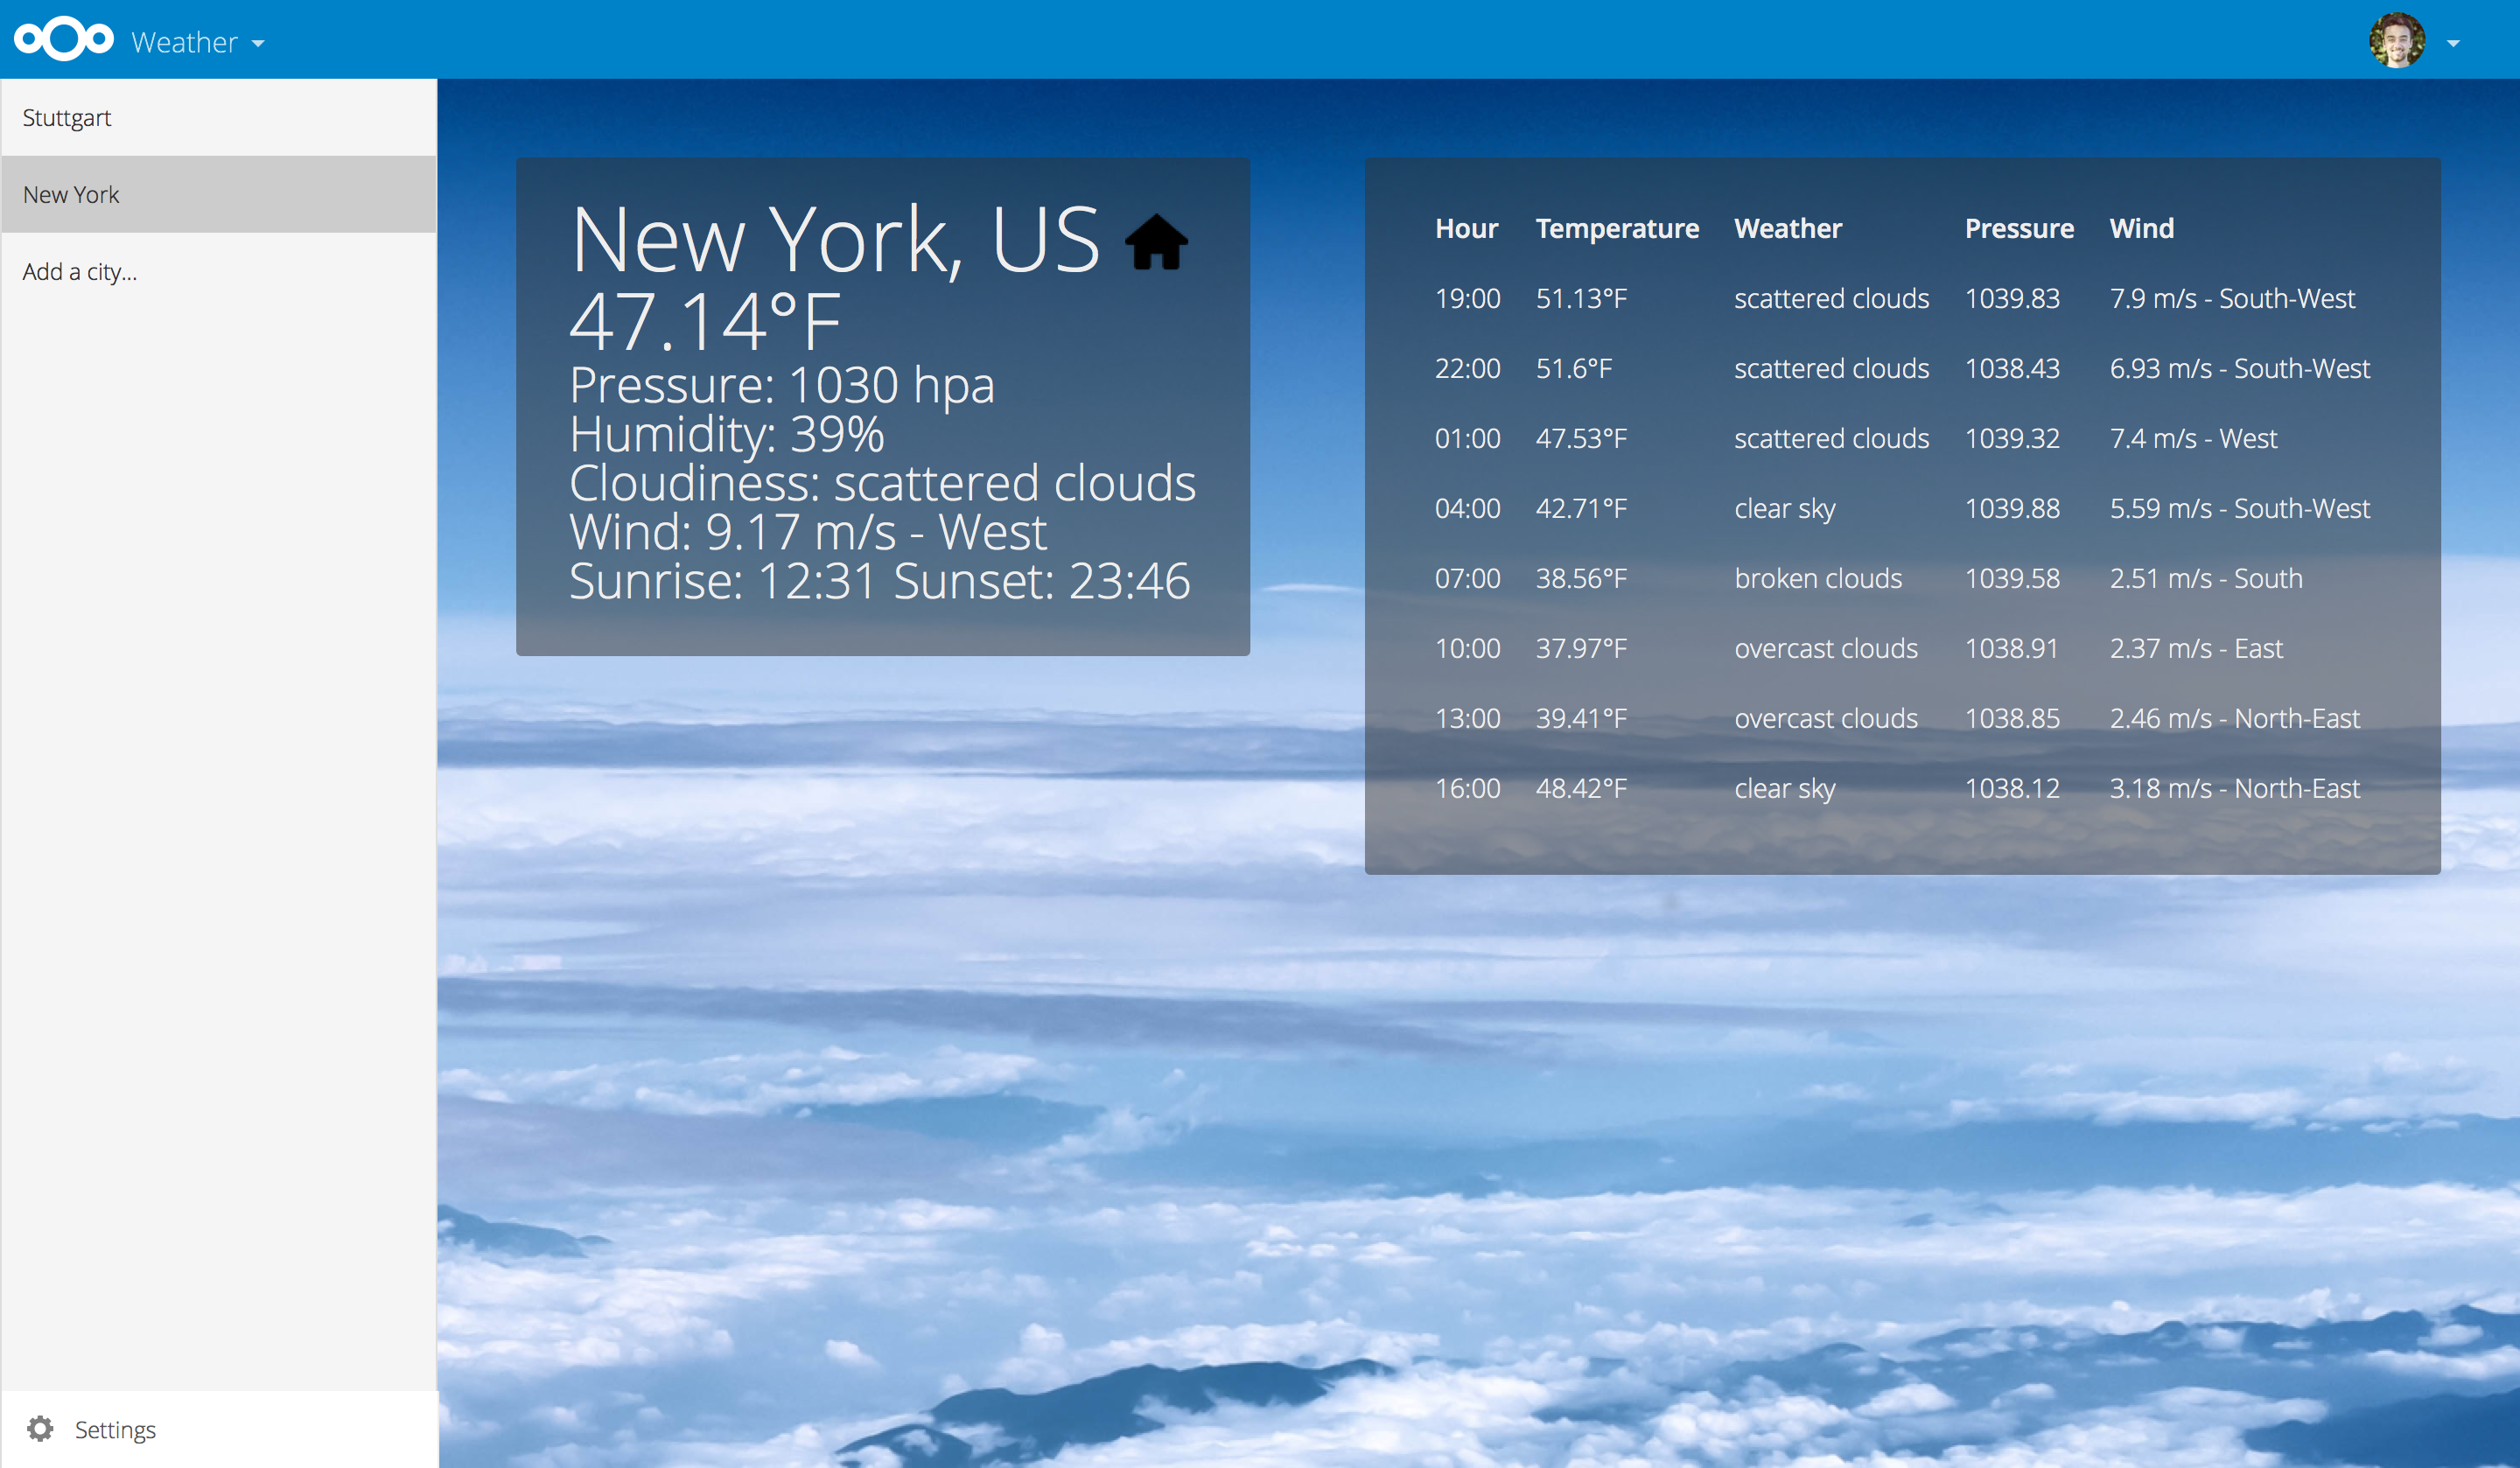 Weather
Stuttgart
New York
Add a city...
Settings
New York, US
47.14°F
Pressure: 1030 hpa
Humidity: 39%
Cloudiness: scattered clouds
Wind: 9.17 m/s - West
Sunrise: 12:31 Sunset: 23:46
Hour Temperature Weather Pressure Wind
19:00 51.13°F scattered clouds 1039.83 7.9 m/s - South-West
22:00 51.6°F scattered clouds 1038.43 6.93 m/s - South-West
01:00 47.53°F scattered clouds 1039.32 7.4 m/s - West
04:00 42.71°F clear sky 1039.88 5.59 m/s - South-West
07:00 38.56°F broken clouds 1039.58 2.51 m/s - South
10:00 37.97°F overcast clouds 1038.91 2.37 m/s - East
13:00 39.41°F overcast clouds 1038.85 2.46 m/s - North-East
16:00 48.42°F clear sky 1038.12 3.18 m/s - North-East